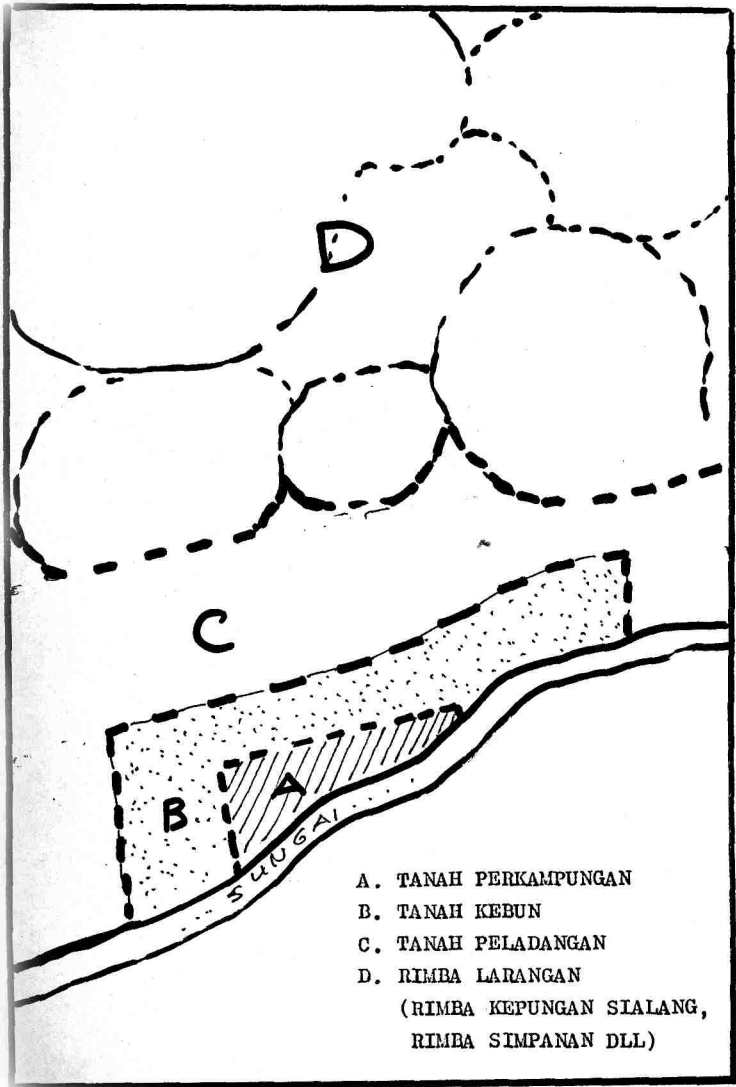 D
C
B
A
SUNGAI
A. TANAH PERKAMPUNGAN
B. TANAH KEBUN
C. TANAH PELADANGAN
D. RIMBA LARANGAN
(RIMBA KEPUNGAN SIALANG,
RIMBA SIMPANAN DLL)